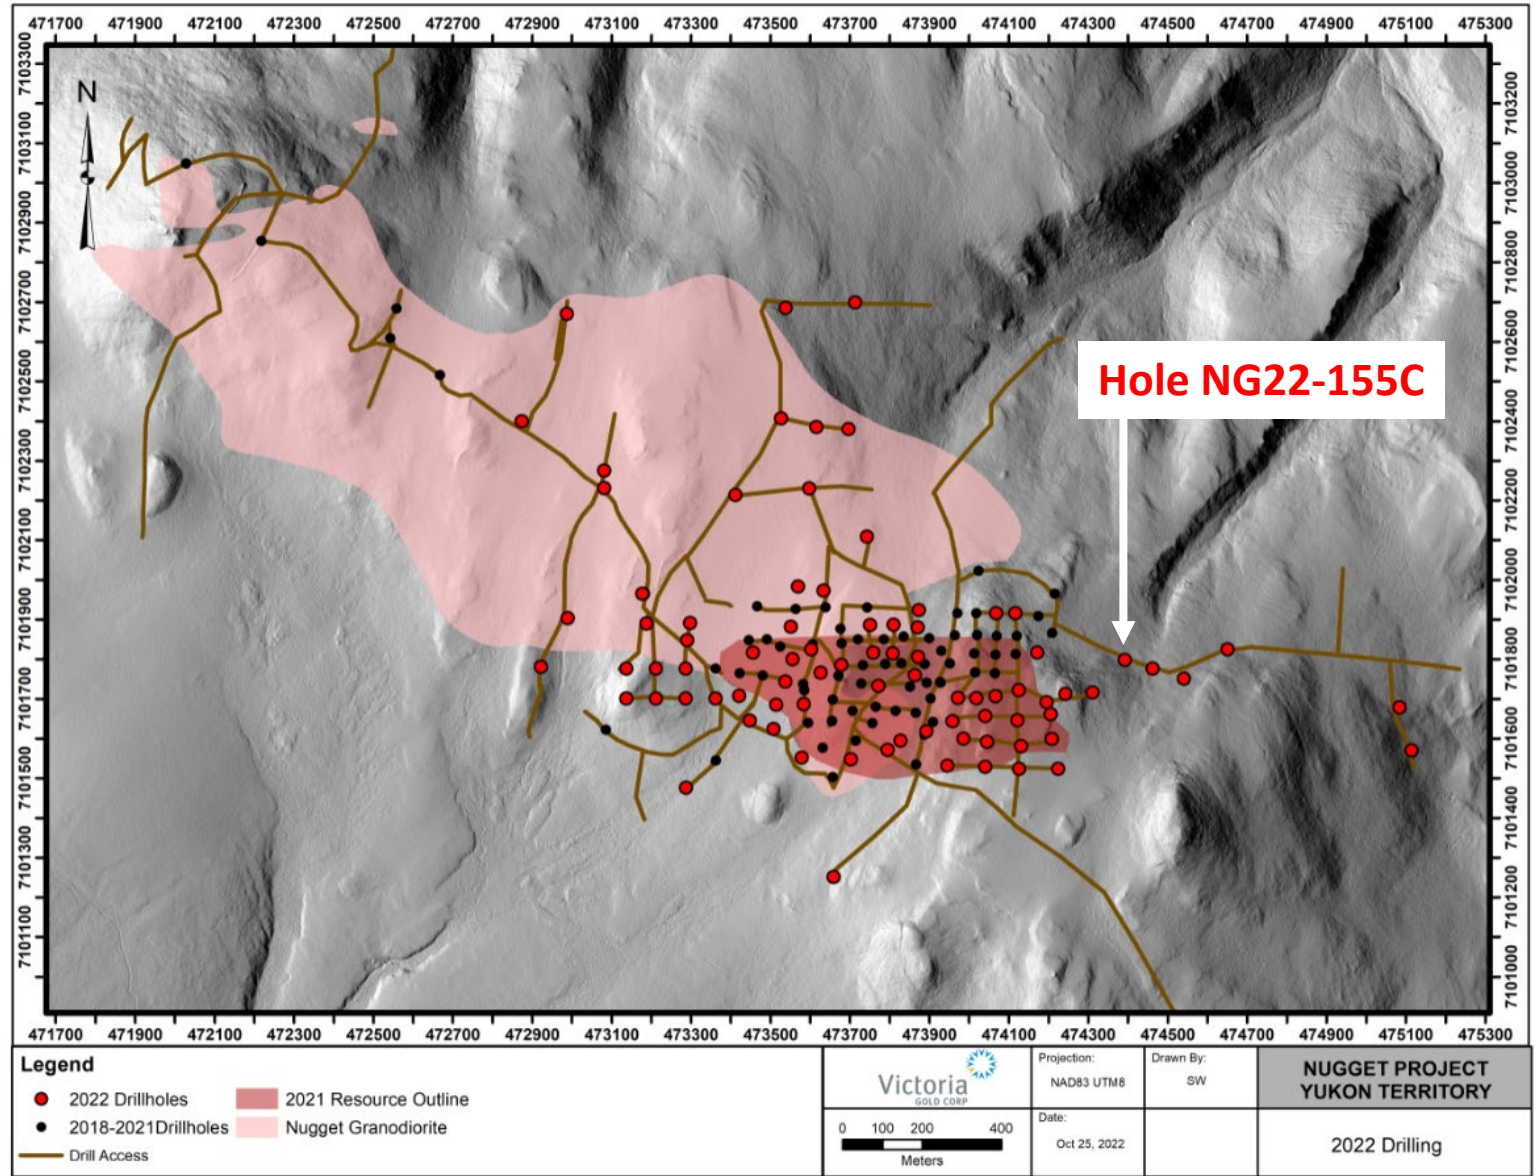 471700 471900 472100 472300 472500 472700 472900 473100 473300 473500 473700 473900 474100 474300 474500 474700 474900 475100 475300
7103300
7103100
7102900
7102700
7102500
7102300
7102100
7101900
7101700
7101500
7101300
7101100
N
Hole NG22-155C
7103200
7103000
7102800
7102600
7102400
7102200
7102000
7101800
7101600
7101400
7101200
7101000
471700 471900 472100 472300 472500 472700 472900 473100 473300 473500 473700 473900 474100 474300 474500 474700 474900 475100 475300
Legend
2022 Drillholes
2018-2021Drillholes
Drill Access
2021 Resource Outline
Nugget Granodiorite
Victoria
GOLD CORP
0 100 200 400
Meters
Projection:
NAD83 UTM8
Drawn By:
SW
Date:
Oct 25, 2022
NUGGET PROJECT
YUKON TERRITORY
2022 Drilling